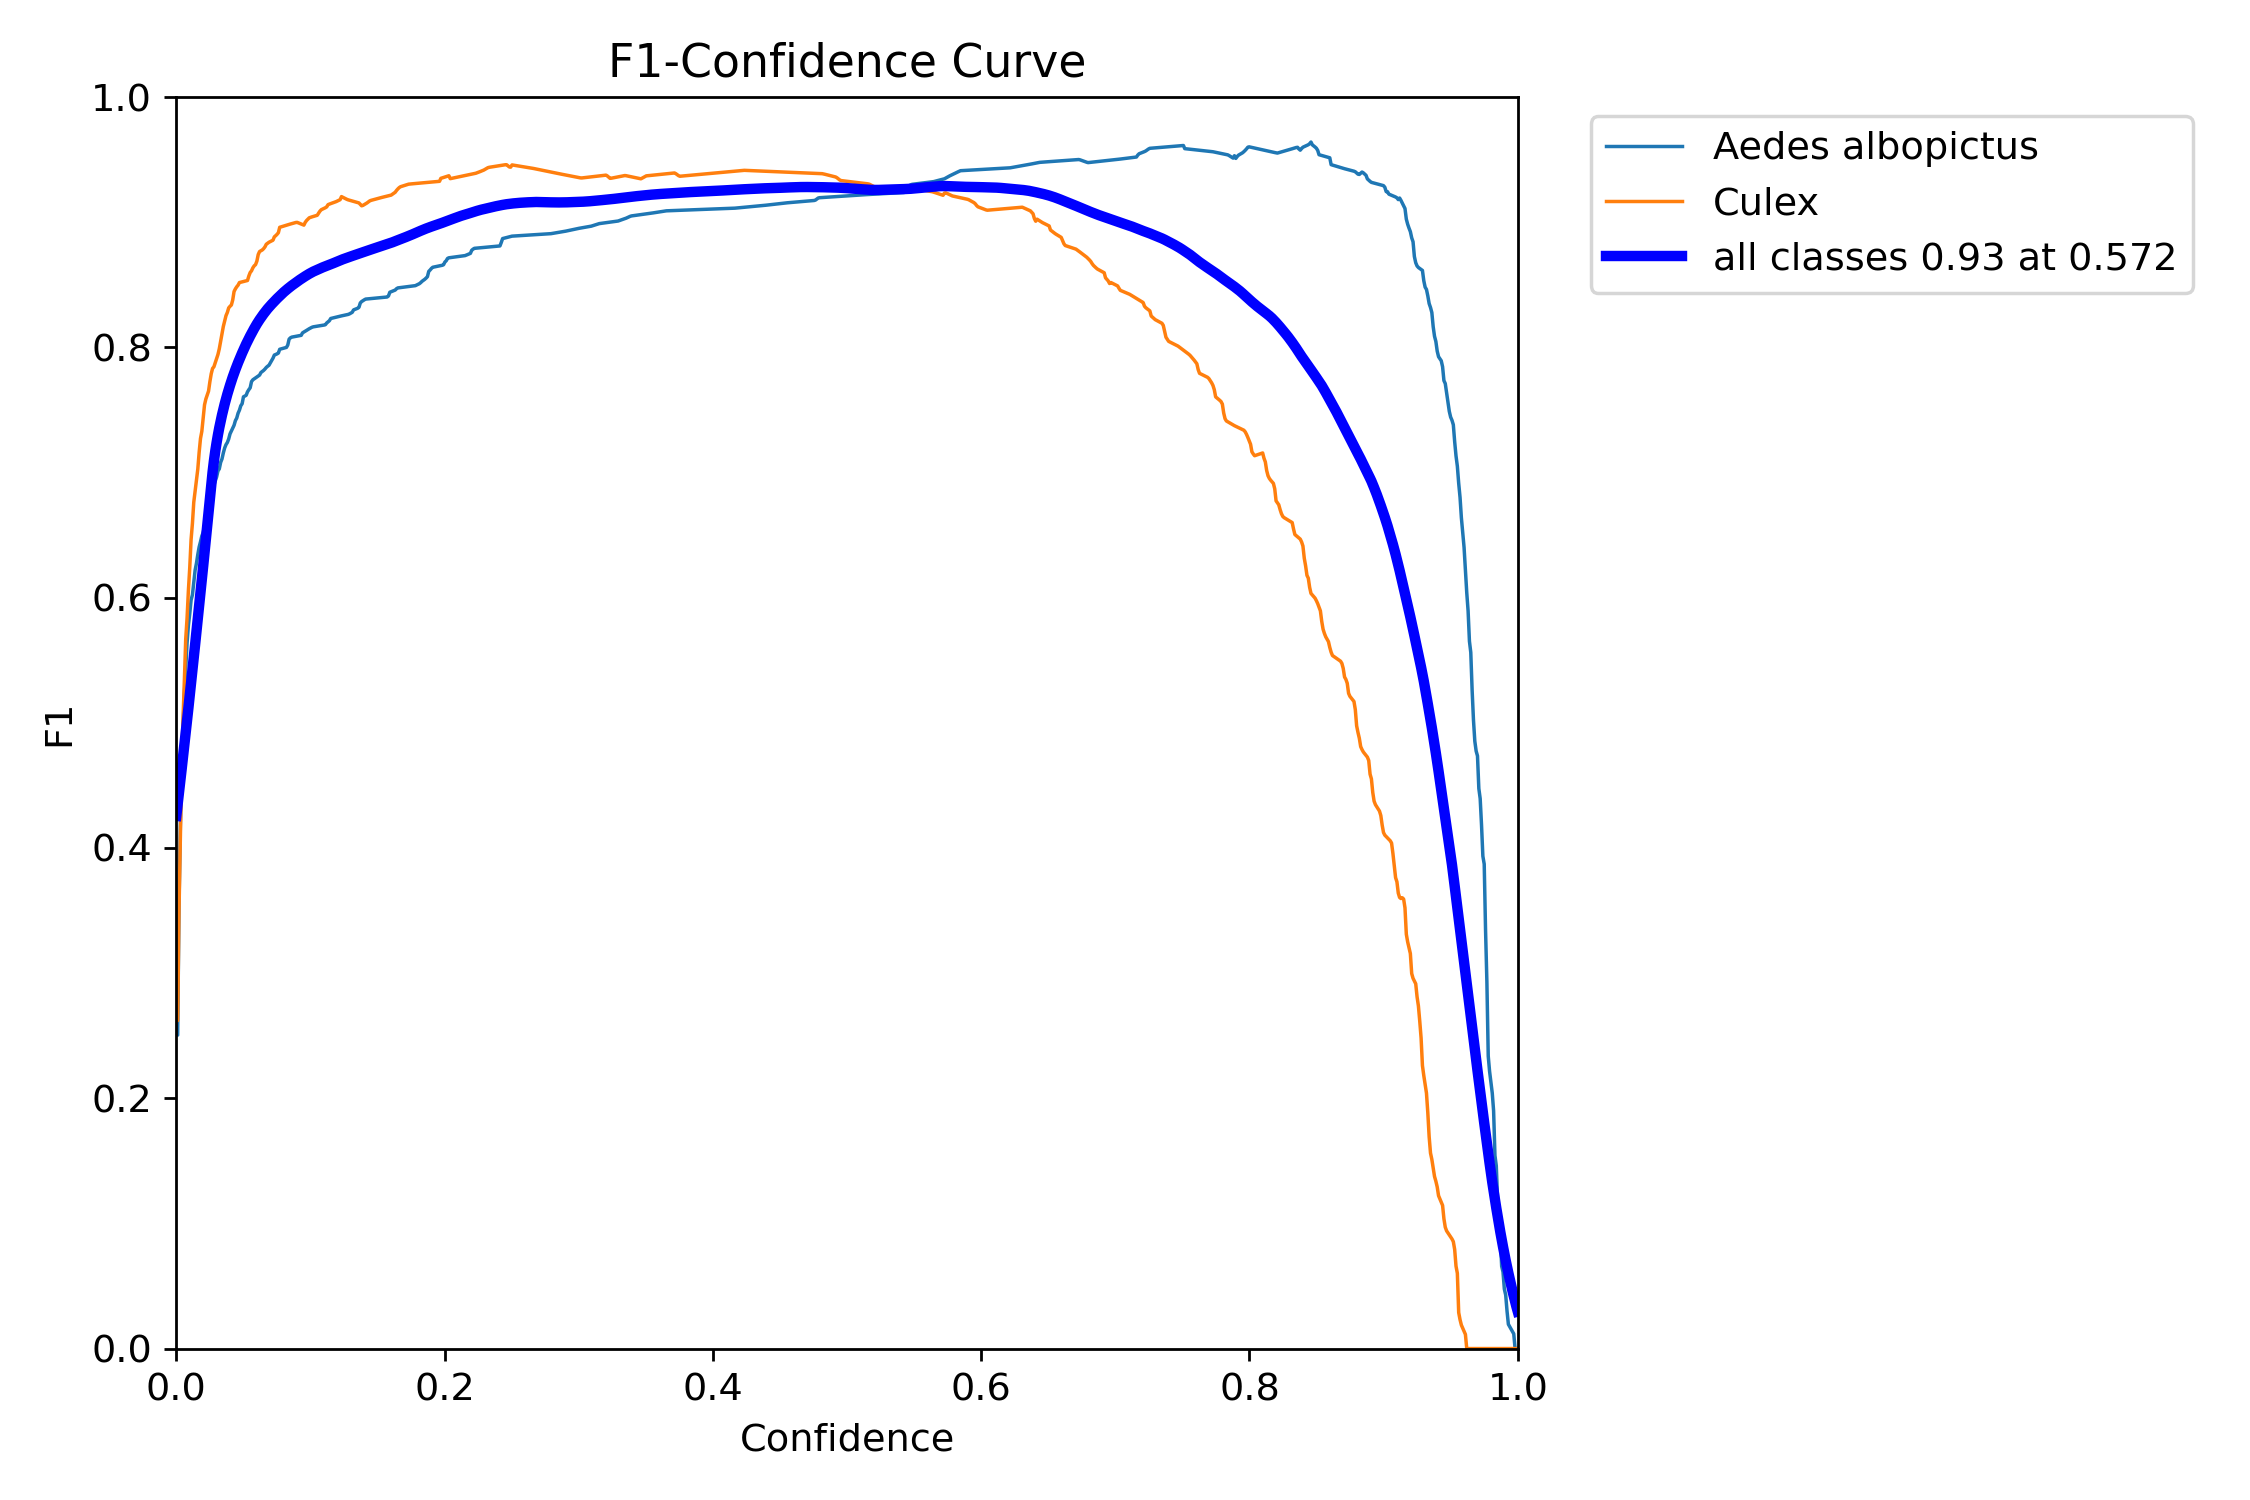 F1-Confidence Curve
1.0
0.8
0.6
0.4
0.2
0.0
F1
0.0 0.2 0.4 0.6 0.8 1.0
Confidence
Aedes albopictus
Culex
all classes 0.93 at 0.572